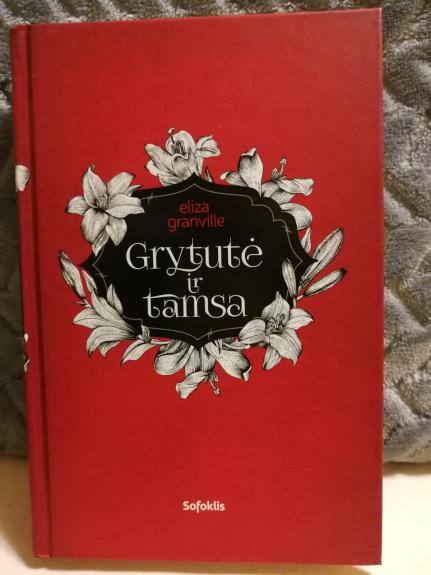 eliza
granville
Grytutė
ir
tamsa
Sofoklis